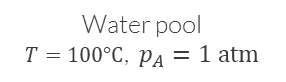 Water pool
T = 100°C, p_A = 1 atm